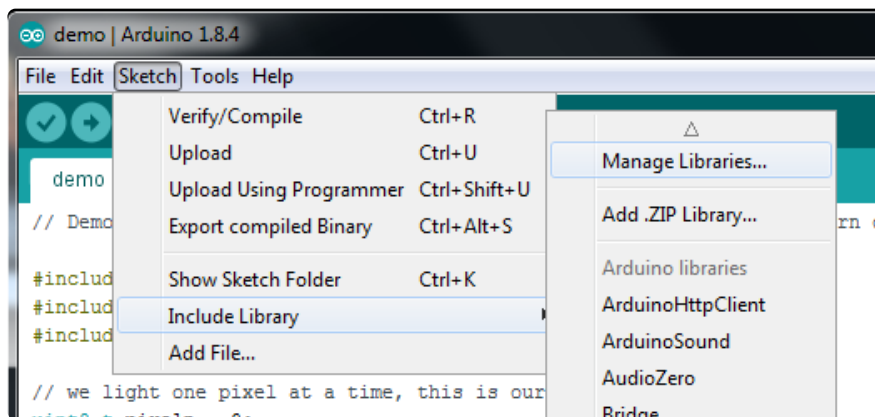 demo | Arduino 1.8.4
File Edit Sketch Tools Help
Verify/Compile Ctrl+R
Upload Ctrl+U
Upload Using Programmer Ctrl+Shift+U
Export compiled Binary Ctrl+Alt+S
Show Sketch Folder Ctrl+K
Include Library
Add File...
Manage Libraries...
Add .ZIP Library...
Arduino libraries
ArduinoHttpClient
ArduinoSound
AudioZero
Bridge
demo
// Demo
rn
#includ
#includ
#includ
// we light one pixel at a time, this is our